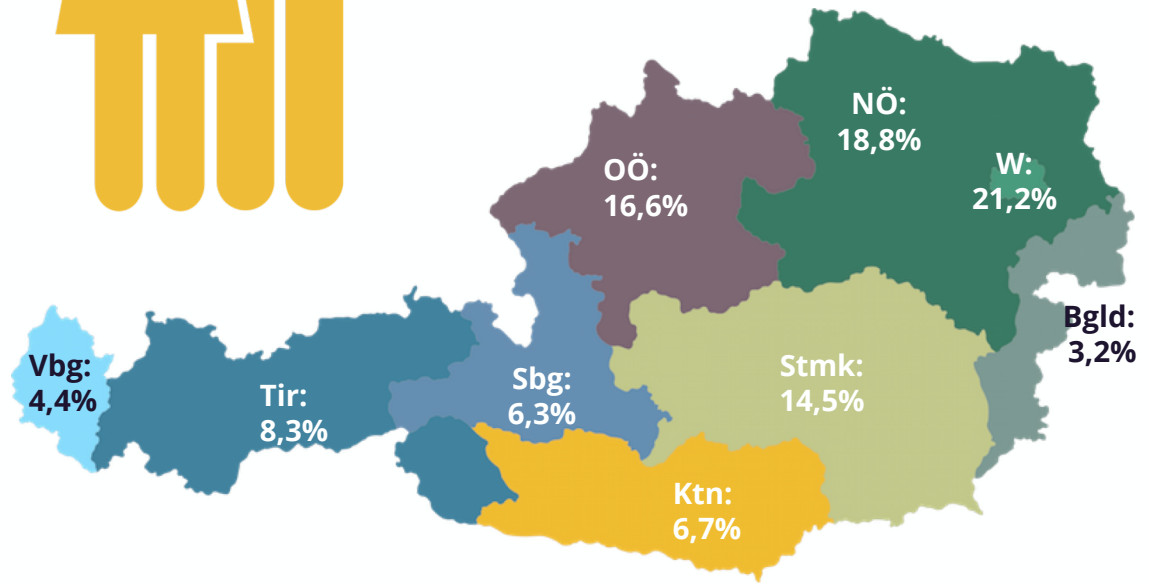 NÖ:
18,8%
W:
21,2%
OÖ:
16,6%
Bgld:
3,2%
Vbg:
4,4%
Tir:
8,3%
Sbg:
6,3%
Stmk:
14,5%
Ktn:
6,7%